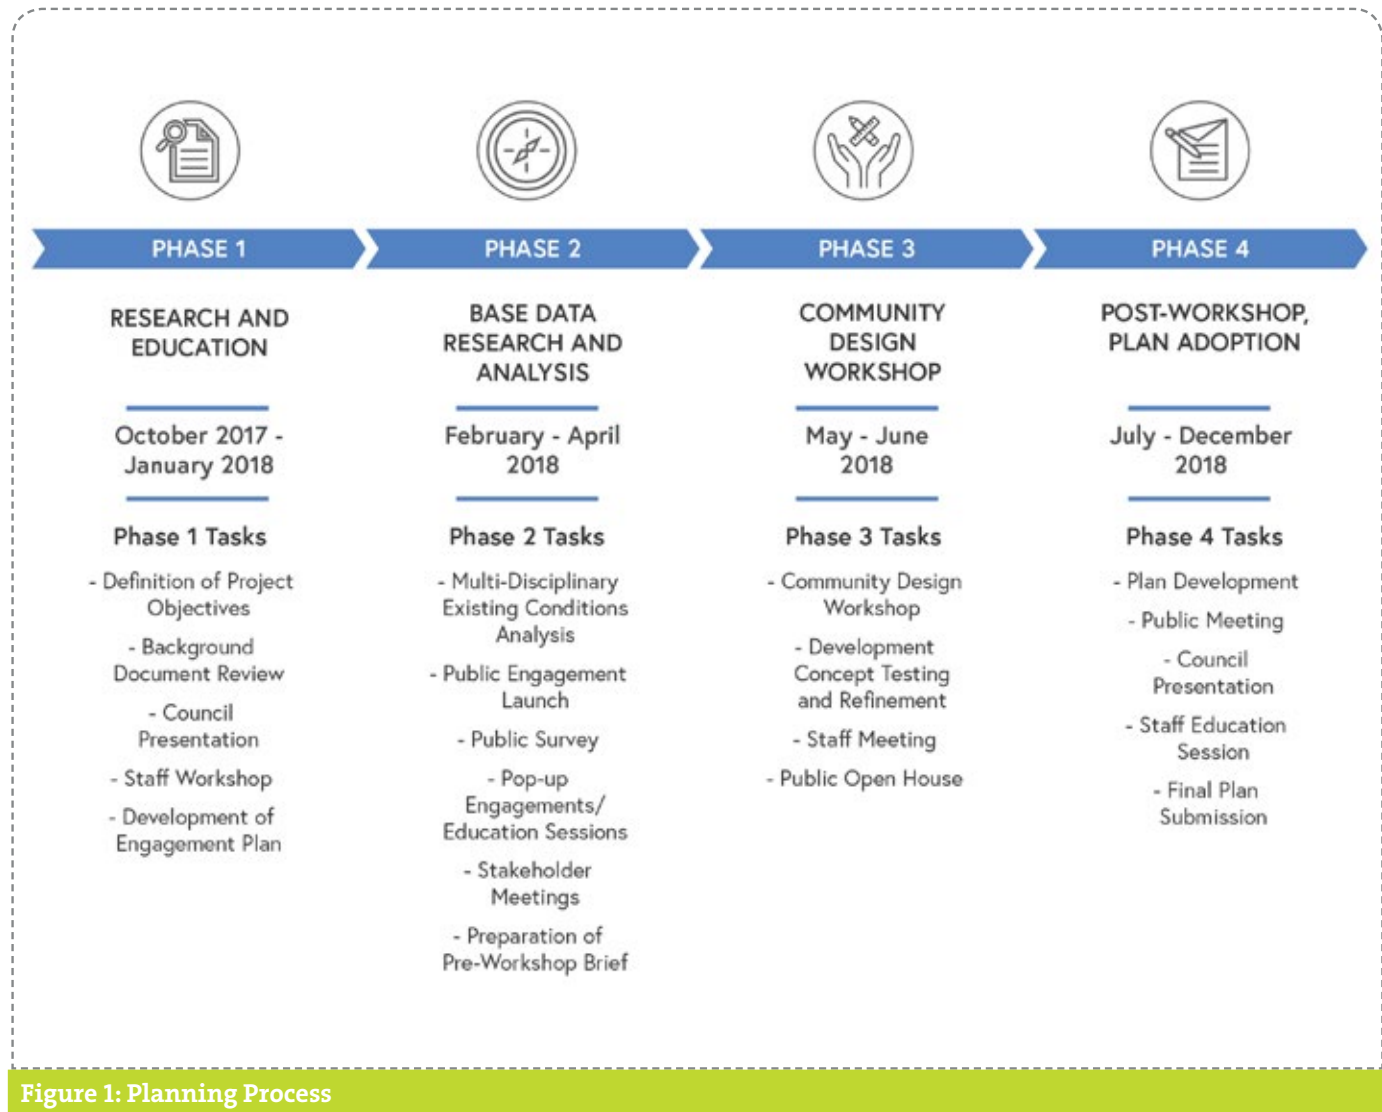 PHASE 1
PHASE 2
PHASE 3
PHASE 4
RESEARCH AND
EDUCATION
October 2017 -
January 2018
Phase 1 Tasks
- Definition of Project
Objectives
- Background
Document Review
- Council
Presentation
- Staff Workshop
- Development of
Engagement Plan
BASE DATA
RESEARCH AND
ANALYSIS
February - April
2018
Phase 2 Tasks
- Multi-Disciplinary
Existing Conditions
Analysis
- Public Engagement
Launch
- Public Survey
- Pop-up
Engagements/
Education Sessions
- Stakeholder
Meetings
- Preparation of
Pre-Workshop Brief
COMMUNITY
DESIGN
WORKSHOP
May - June
2018
Phase 3 Tasks
- Community Design
Workshop
- Development
Concept Testing
and Refinement
- Staff Meeting
- Public Open House
POST-WORKSHOP,
PLAN ADOPTION
July - December
2018
Phase 4 Tasks
- Plan Development
- Public Meeting
- Council
Presentation
- Staff Education
Session
- Final Plan
Submission
Figure 1: Planning Process